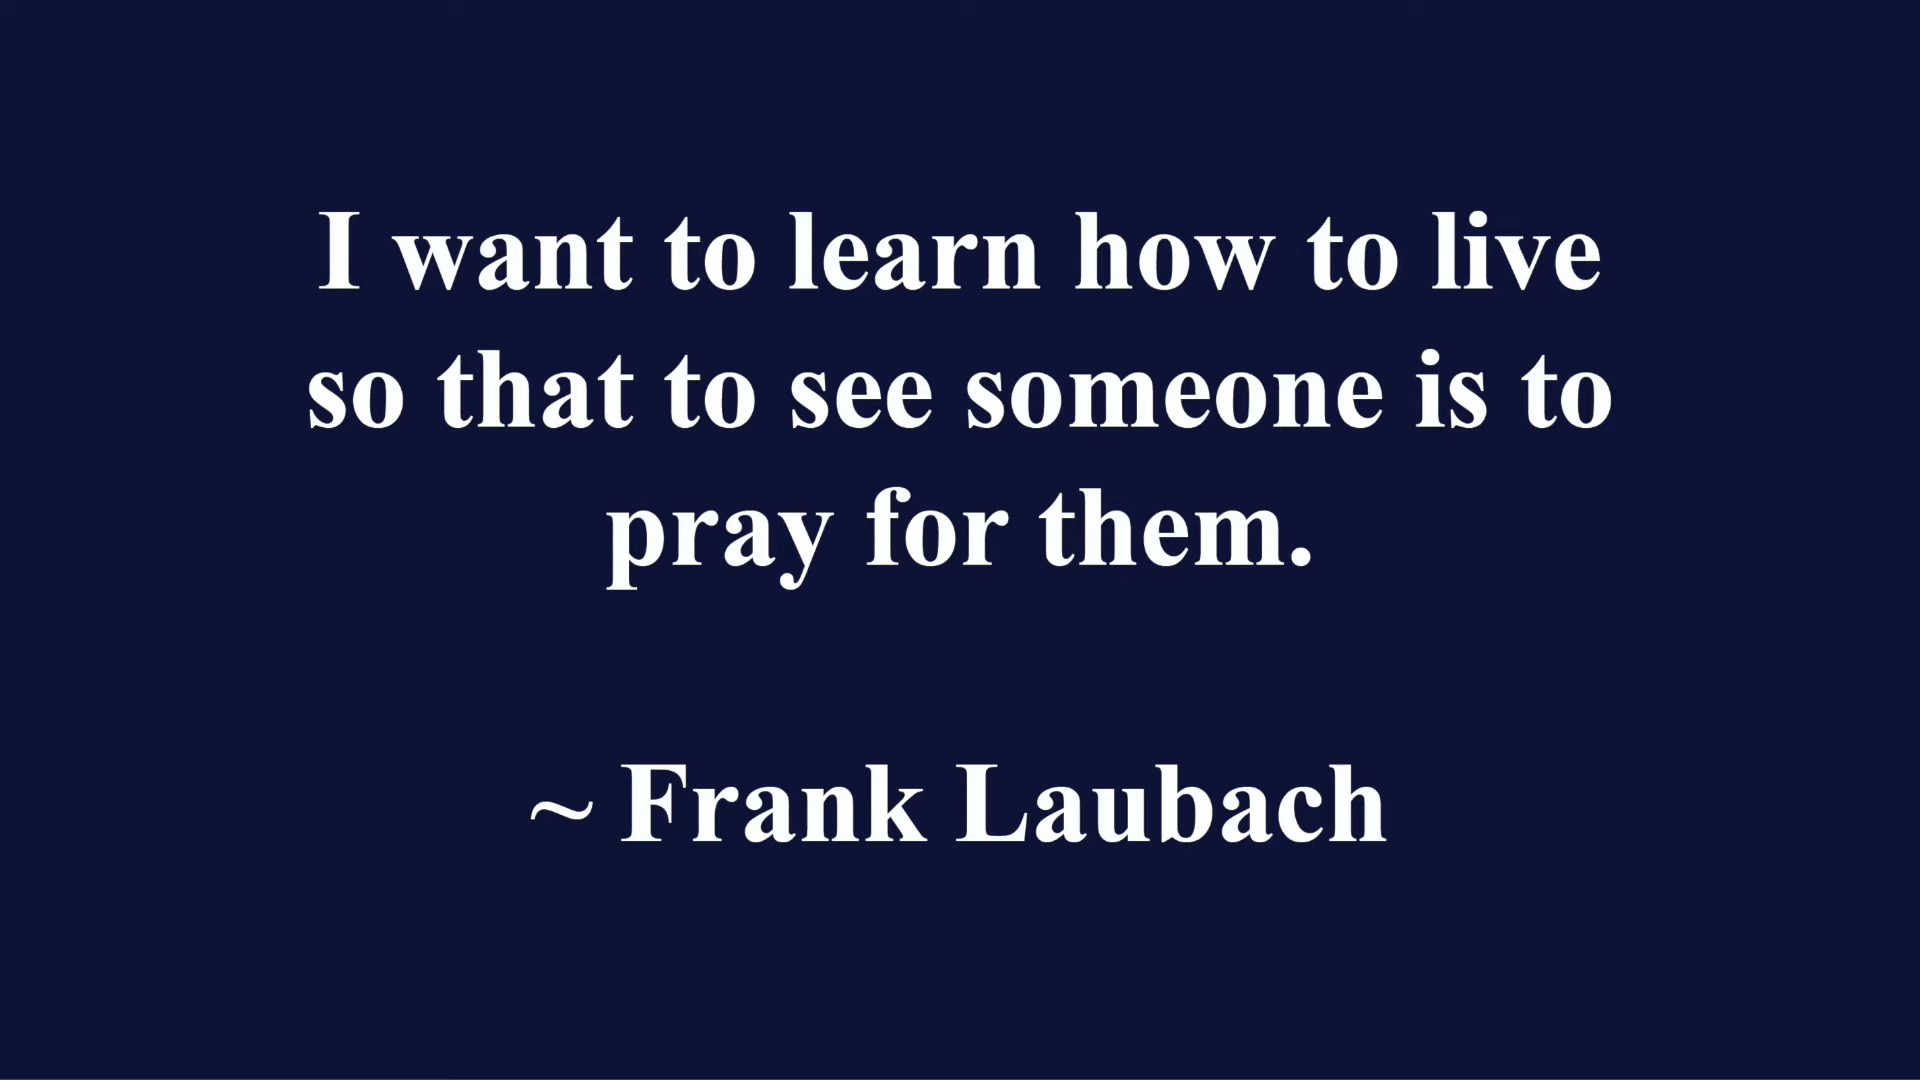 I want to learn how to live
so that to see someone is to
pray for them.
~ Frank Laubach